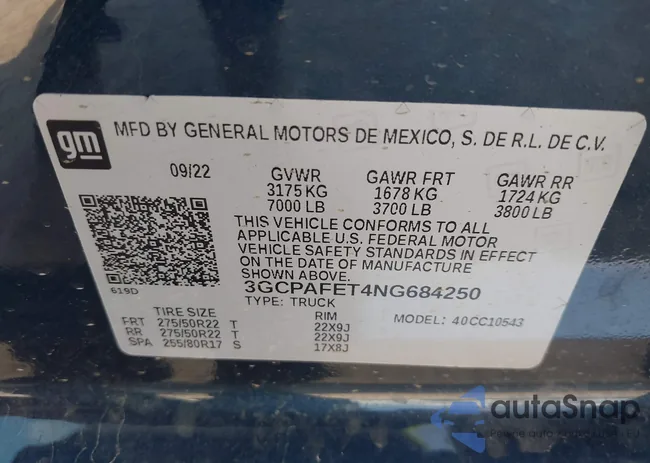 gm
MFD BY GENERAL MOTORS DE MEXICO, S. DE R.L. DE C.V.
09/22 GVWR GAWR FRT GAWR RR
3175 KG 1678 KG 1724 KG
7000 LB 3700 LB 3800 LB
THIS VEHICLE CONFORMS TO ALL
APPLICABLE U.S. FEDERAL MOTOR
VEHICLE SAFETY STANDARDS IN EFFECT
ON THE DATE OF MANUFACTURE
SHOWN ABOVE.
619D 3GCPAFET4NG684250
TYPE: TRUCK
TIRE SIZE RIM MODEL: 40CC10543
FRT 275/50R22 T 22X9J
RR 275/50R22 T 22X9J
SPA 255/80R17 S 17X8J
autaSnap